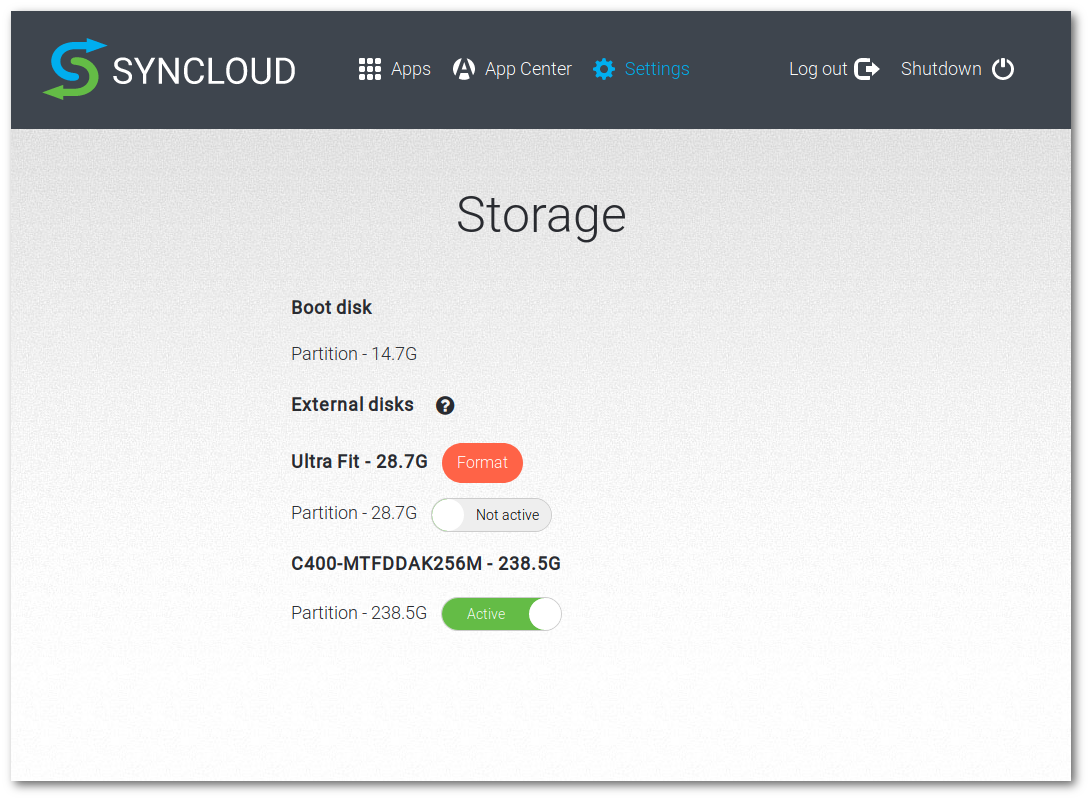 SYNCLOUD Apps App Center Settings Log out Shutdown
Storage
Boot disk
Partition - 14.7G
External disks ?
Ultra Fit - 28.7G Format
Partition - 28.7G Not active
C400-MTFDDAK256M - 238.5G
Partition - 238.5G Active